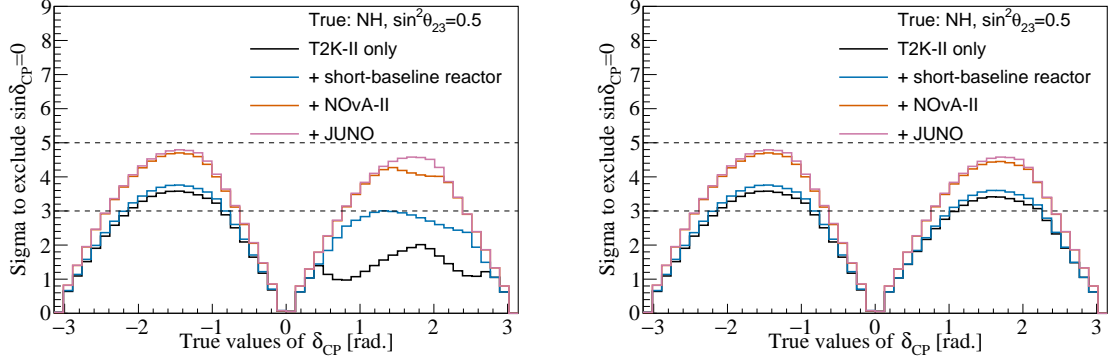 True: NH, sin²θ₂₃=0.5
T2K-II only
+ short-baseline reactor
+ NOvA-II
+ JUNO
Sigma to exclude sinδCP=0
9
8
7
6
5
4
3
2
1
0
−3 −2 −1 0 1 2 3
True values of δCP [rad.]
True: NH, sin²θ₂₃=0.5
T2K-II only
+ short-baseline reactor
+ NOvA-II
+ JUNO
Sigma to exclude sinδCP=0
9
8
7
6
5
4
3
2
1
0
−3 −2 −1 0 1 2 3
True values of δCP [rad.]